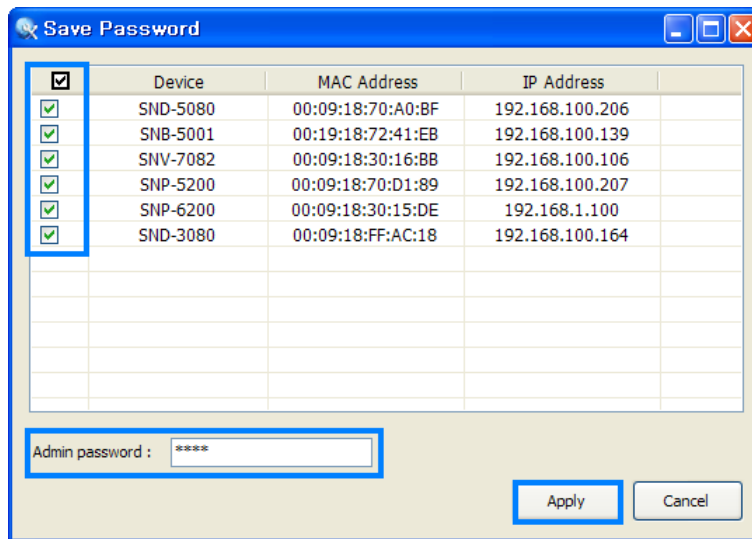 Save Password
Device MAC Address IP Address
SND-5080 00:09:18:70:A0:BF 192.168.100.206
SNB-5001 00:19:18:72:41:EB 192.168.100.139
SNV-7082 00:09:18:30:16:BB 192.168.100.106
SNP-5200 00:09:18:70:D1:89 192.168.100.207
SNP-6200 00:09:18:30:15:DE 192.168.1.100
SND-3080 00:09:18:FF:AC:18 192.168.100.164
Admin password : ****
Apply Cancel